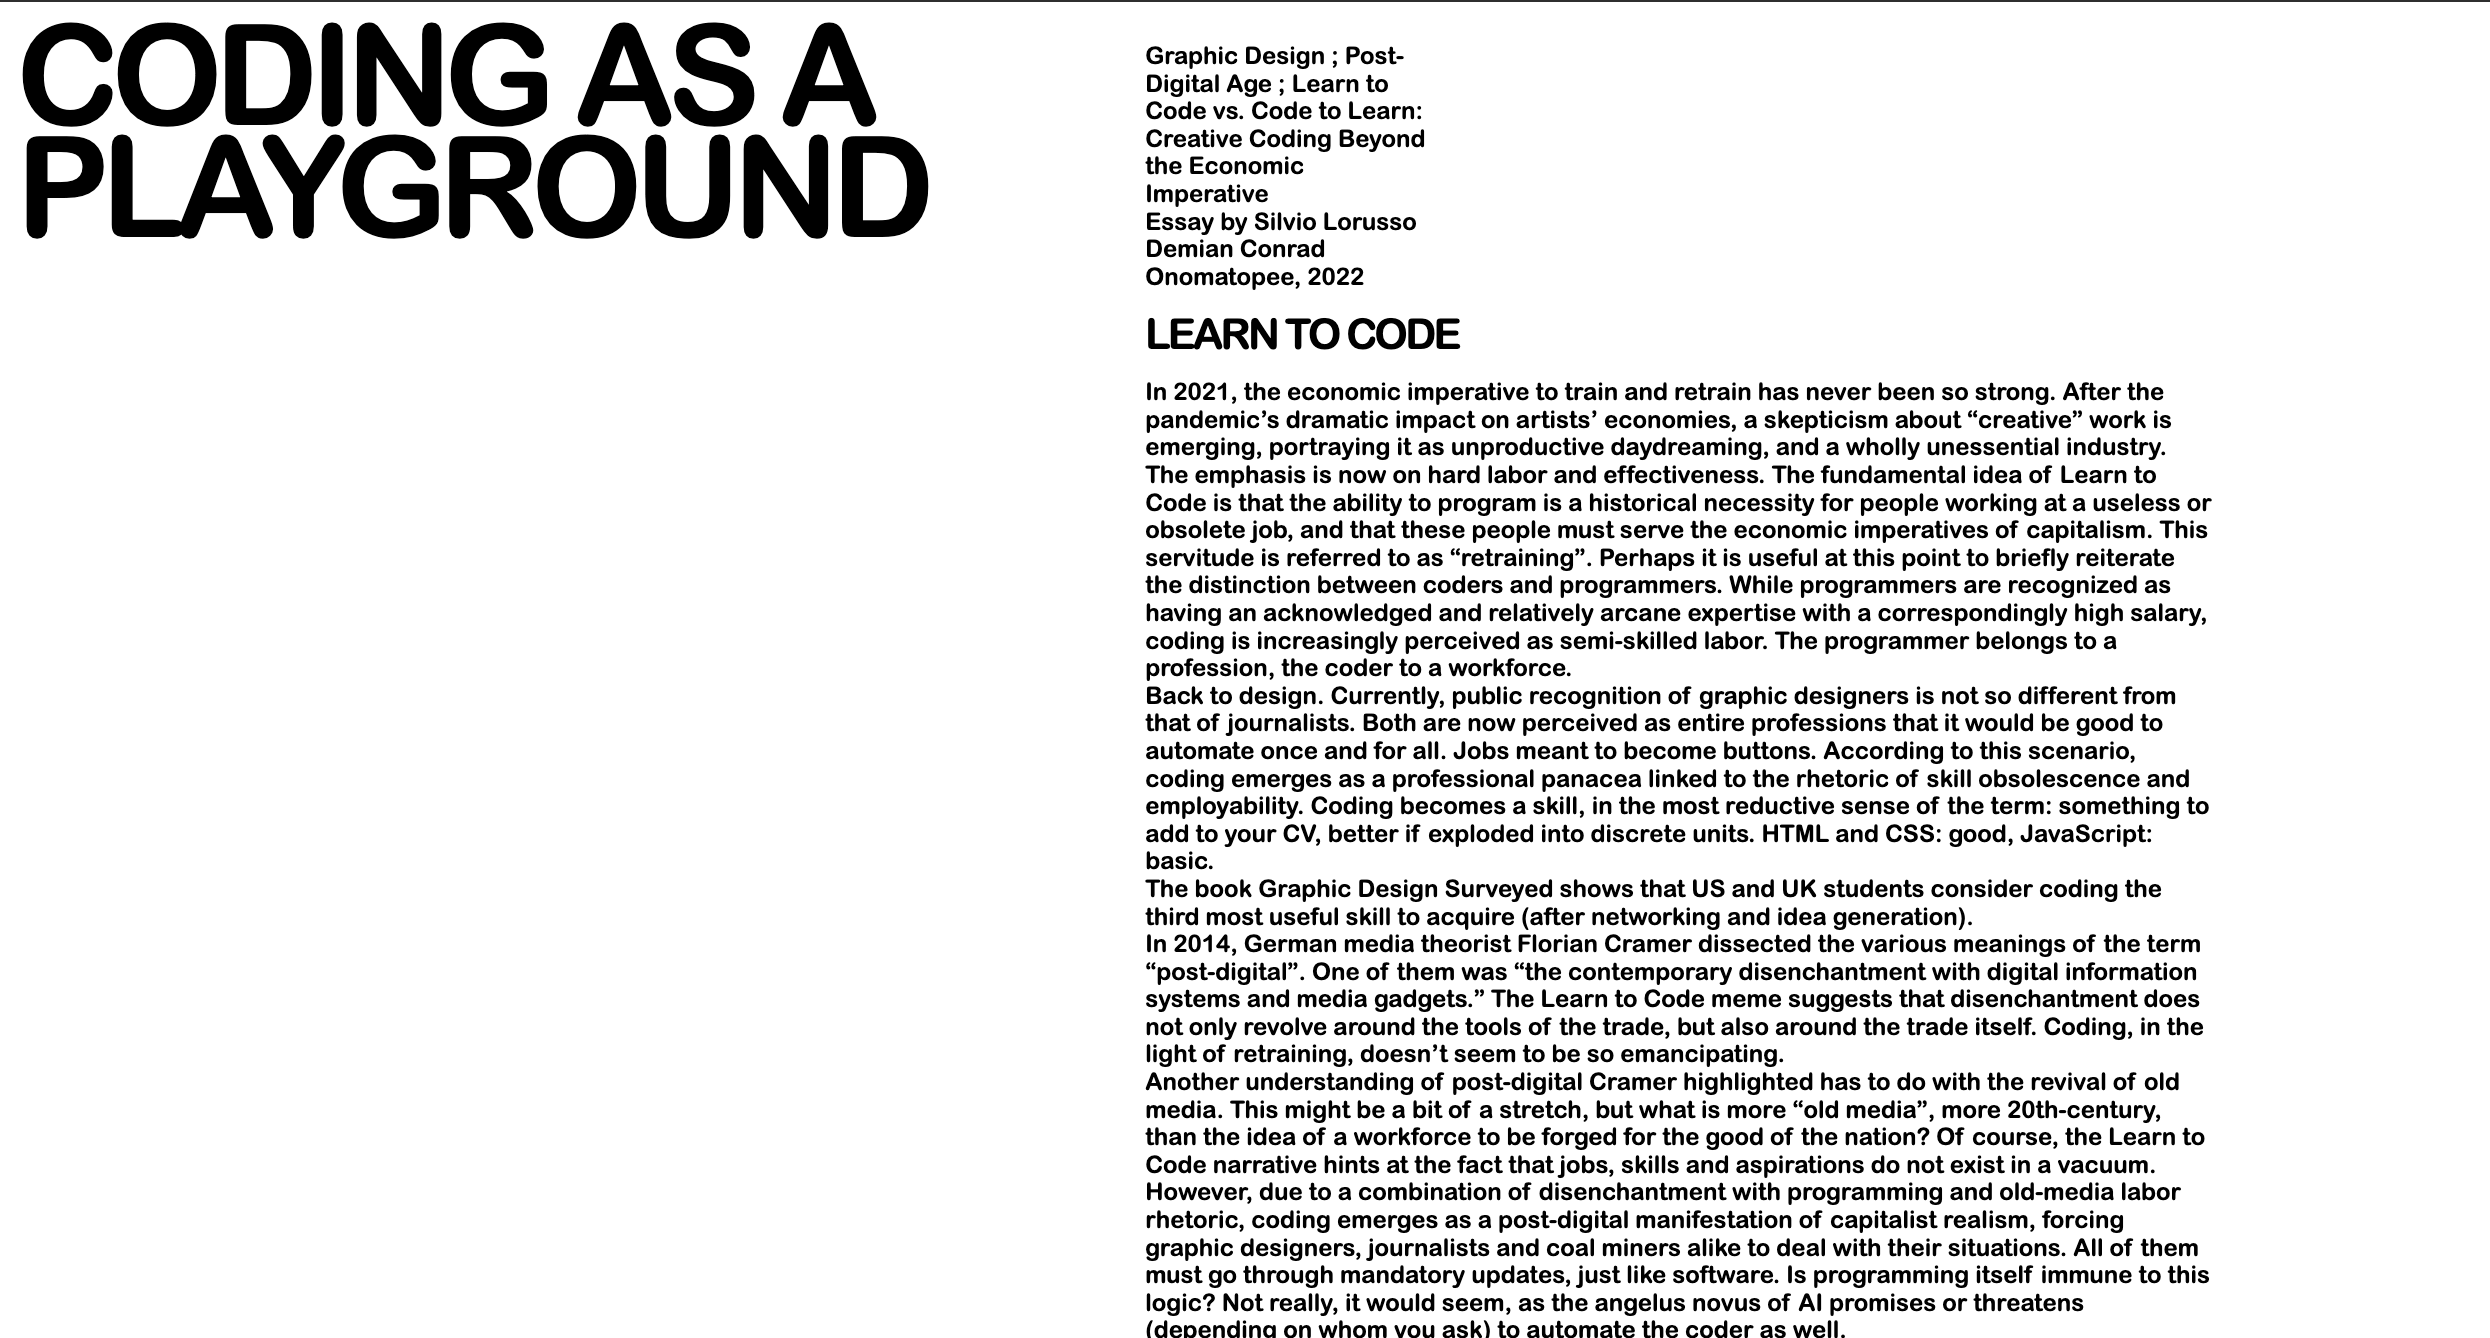 CODING AS A
PLAYGROUND
Graphic Design ; Post-
Digital Age ; Learn to
Code vs. Code to Learn:
Creative Coding Beyond
the Economic
Imperative
Essay by Silvio Lorusso
Demian Conrad
Onomatopee, 2022
LEARN TO CODE
In 2021, the economic imperative to train and retrain has never been so strong. After the
pandemic’s dramatic impact on artists’ economies, a skepticism about “creative” work is
emerging, portraying it as unproductive daydreaming, and a wholly unessential industry.
The emphasis is now on hard labor and effectiveness. The fundamental idea of Learn to
Code is that the ability to program is a historical necessity for people working at a useless or
obsolete job, and that these people must serve the economic imperatives of capitalism. This
servitude is referred to as “retraining”. Perhaps it is useful at this point to briefly reiterate
the distinction between coders and programmers. While programmers are recognized as
having an acknowledged and relatively arcane expertise with a correspondingly high salary,
coding is increasingly perceived as semi-skilled labor. The programmer belongs to a
profession, the coder to a workforce.
Back to design. Currently, public recognition of graphic designers is not so different from
that of journalists. Both are now perceived as entire professions that it would be good to
automate once and for all. Jobs meant to become buttons. According to this scenario,
coding emerges as a professional panacea linked to the rhetoric of skill obsolescence and
employability. Coding becomes a skill, in the most reductive sense of the term: something to
add to your CV, better if exploded into discrete units. HTML and CSS: good, JavaScript:
basic.
The book Graphic Design Surveyed shows that US and UK students consider coding the
third most useful skill to acquire (after networking and idea generation).
In 2014, German media theorist Florian Cramer dissected the various meanings of the term
“post-digital”. One of them was “the contemporary disenchantment with digital information
systems and media gadgets.” The Learn to Code meme suggests that disenchantment does
not only revolve around the tools of the trade, but also around the trade itself. Coding, in the
light of retraining, doesn’t seem to be so emancipating.
Another understanding of post-digital Cramer highlighted has to do with the revival of old
media. This might be a bit of a stretch, but what is more “old media”, more 20th-century,
than the idea of a workforce to be forged for the good of the nation? Of course, the Learn to
Code narrative hints at the fact that jobs, skills and aspirations do not exist in a vacuum.
However, due to a combination of disenchantment with programming and old-media labor
rhetoric, coding emerges as a post-digital manifestation of capitalist realism, forcing
graphic designers, journalists and coal miners alike to deal with their situations. All of them
must go through mandatory updates, just like software. Is programming itself immune to this
logic? Not really, it would seem, as the angelus novus of AI promises or threatens
(depending on whom you ask) to automate the coder as well.